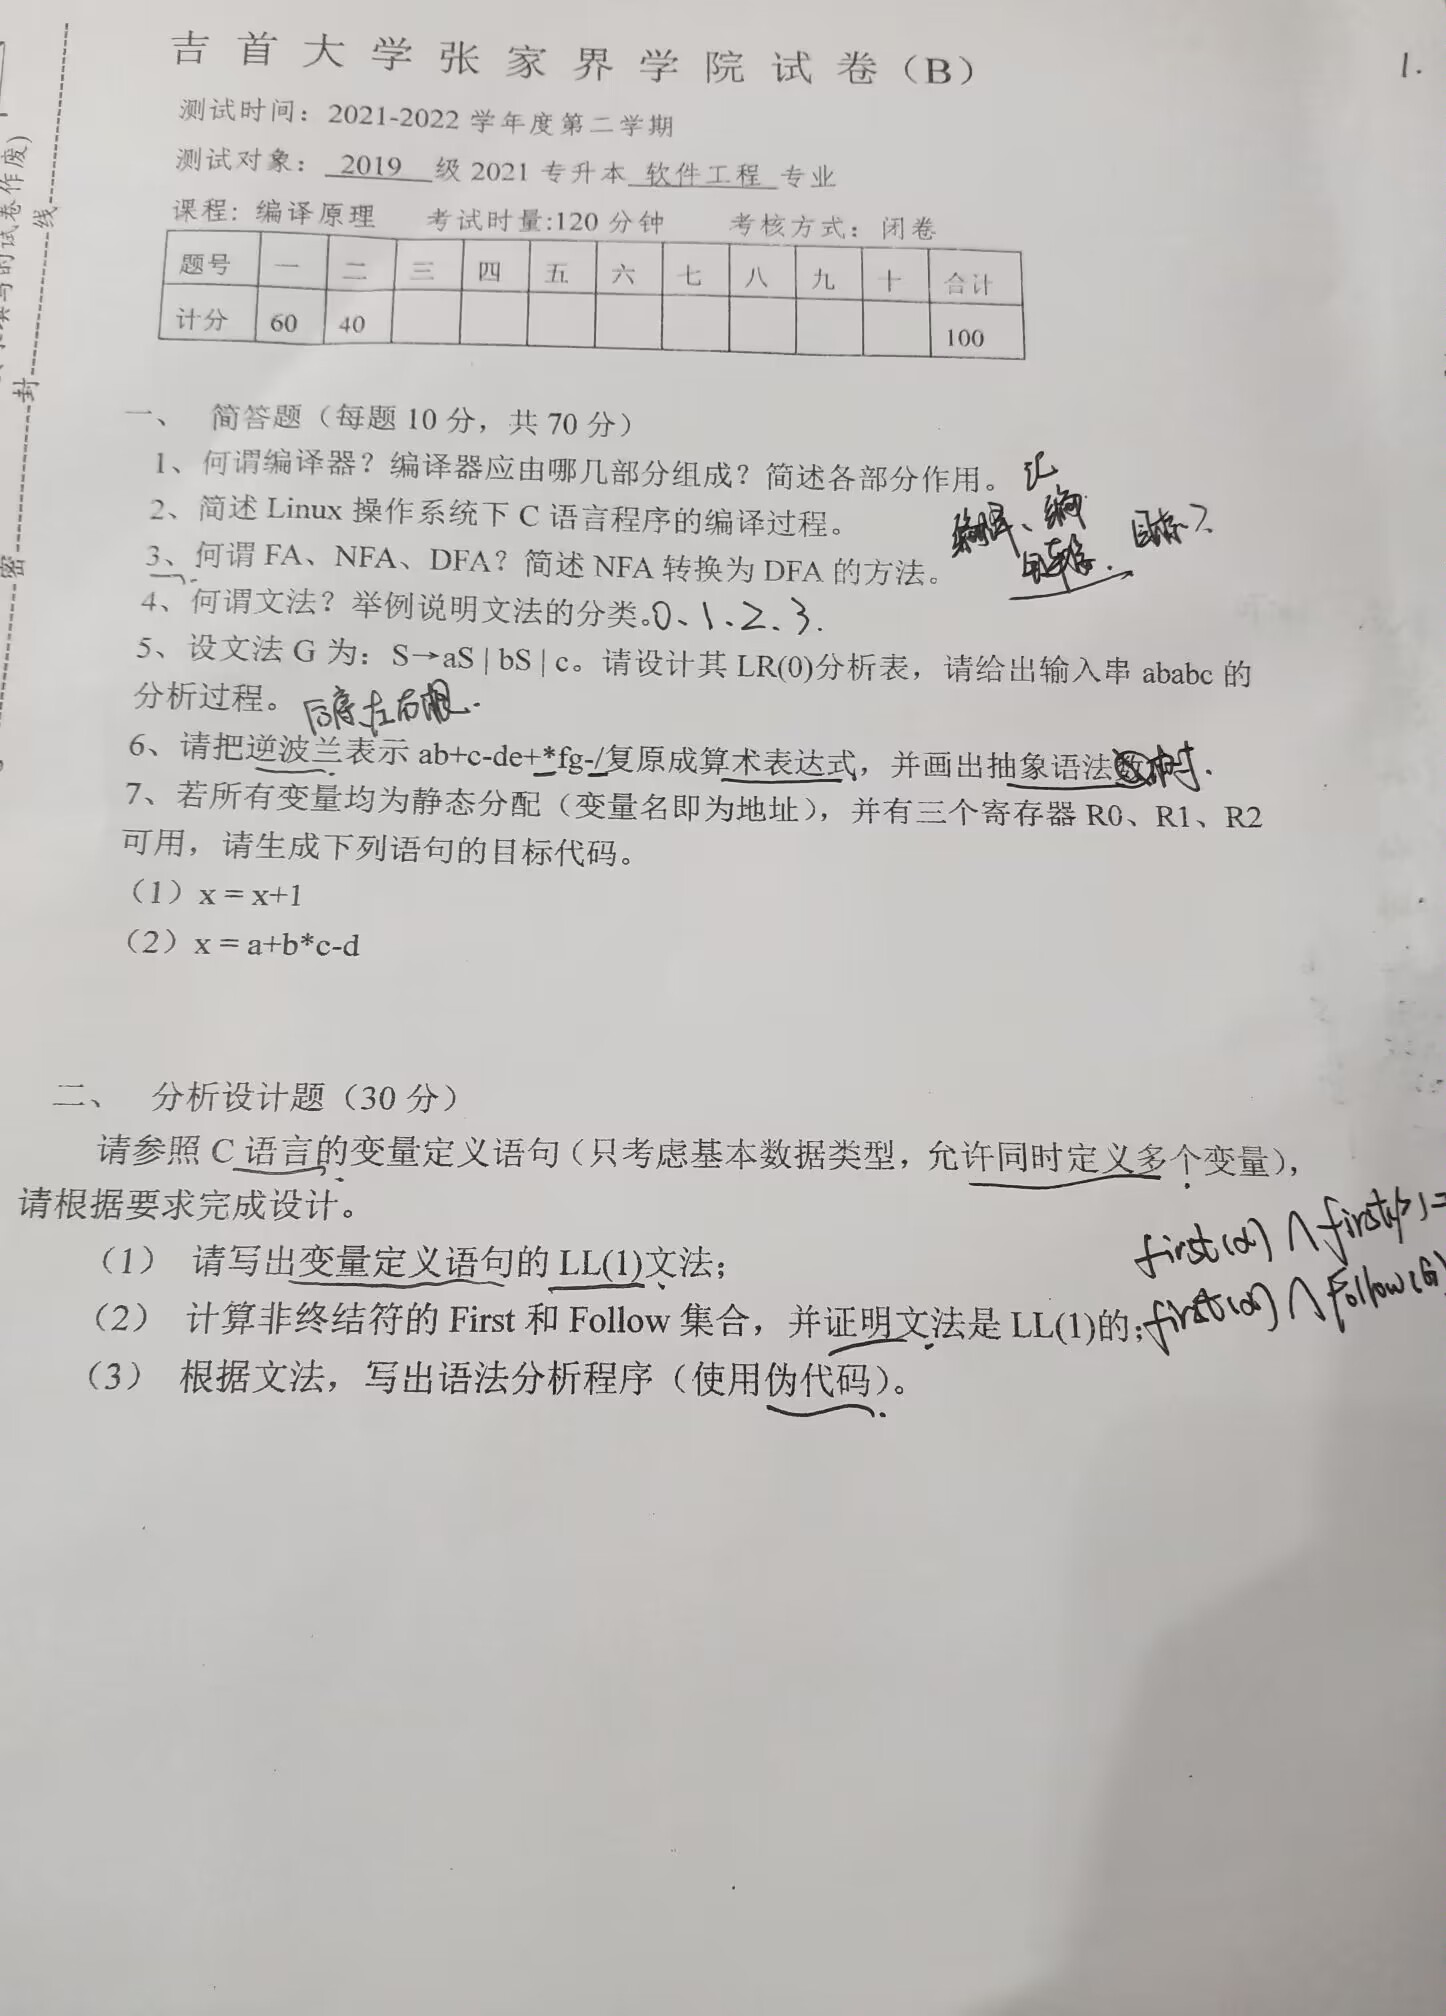 吉首大学张家界学院试卷（B）
1.
测试时间：2021-2022 学年度第二学期
测试对象： 2019 级 2021 专升本 软件工程 专业
课程: 编译原理 考试时量:120 分钟 考核方式： 闭卷
题号 一 二 三 四 五 六 七 八 九 十 合计
计分 60 40 100
密 封 线
一、 简答题（每题 10 分，共 70 分）
1、何谓编译器？编译器应由哪几部分组成？简述各部分作用。
2、简述 Linux 操作系统下 C 语言程序的编译过程。
汇
编
3、何谓 FA、NFA、DFA？简述 NFA 转换为 DFA 的方法。
4、何谓文法？举例说明文法的分类。0、1、2、3.
5、设文法 G 为：S→aS | bS | c。请设计其 LR(0)分析表，请给出输入串 ababc 的
分析过程。 后序左右根.
6、请把逆波兰表示 ab+c-de+*fg-/复原成算术表达式，并画出抽象语法数树.
7、若所有变量均为静态分配（变量名即为地址），并有三个寄存器 R0、R1、R2
可用，请生成下列语句的目标代码。
（1）x = x+1
（2）x = a+b*c-d
二、 分析设计题（30 分）
请参照 C 语言的变量定义语句（只考虑基本数据类型，允许同时定义多个变量），
请根据要求完成设计。
（1） 请写出变量定义语句的 LL(1)文法；
first(α) ∩ first(β) =
（2） 计算非终结符的 First 和 Follow 集合，并证明文法是 LL(1)的；
first(α) ∩ Follow(G)
（3） 根据文法，写出语法分析程序（使用伪代码）。